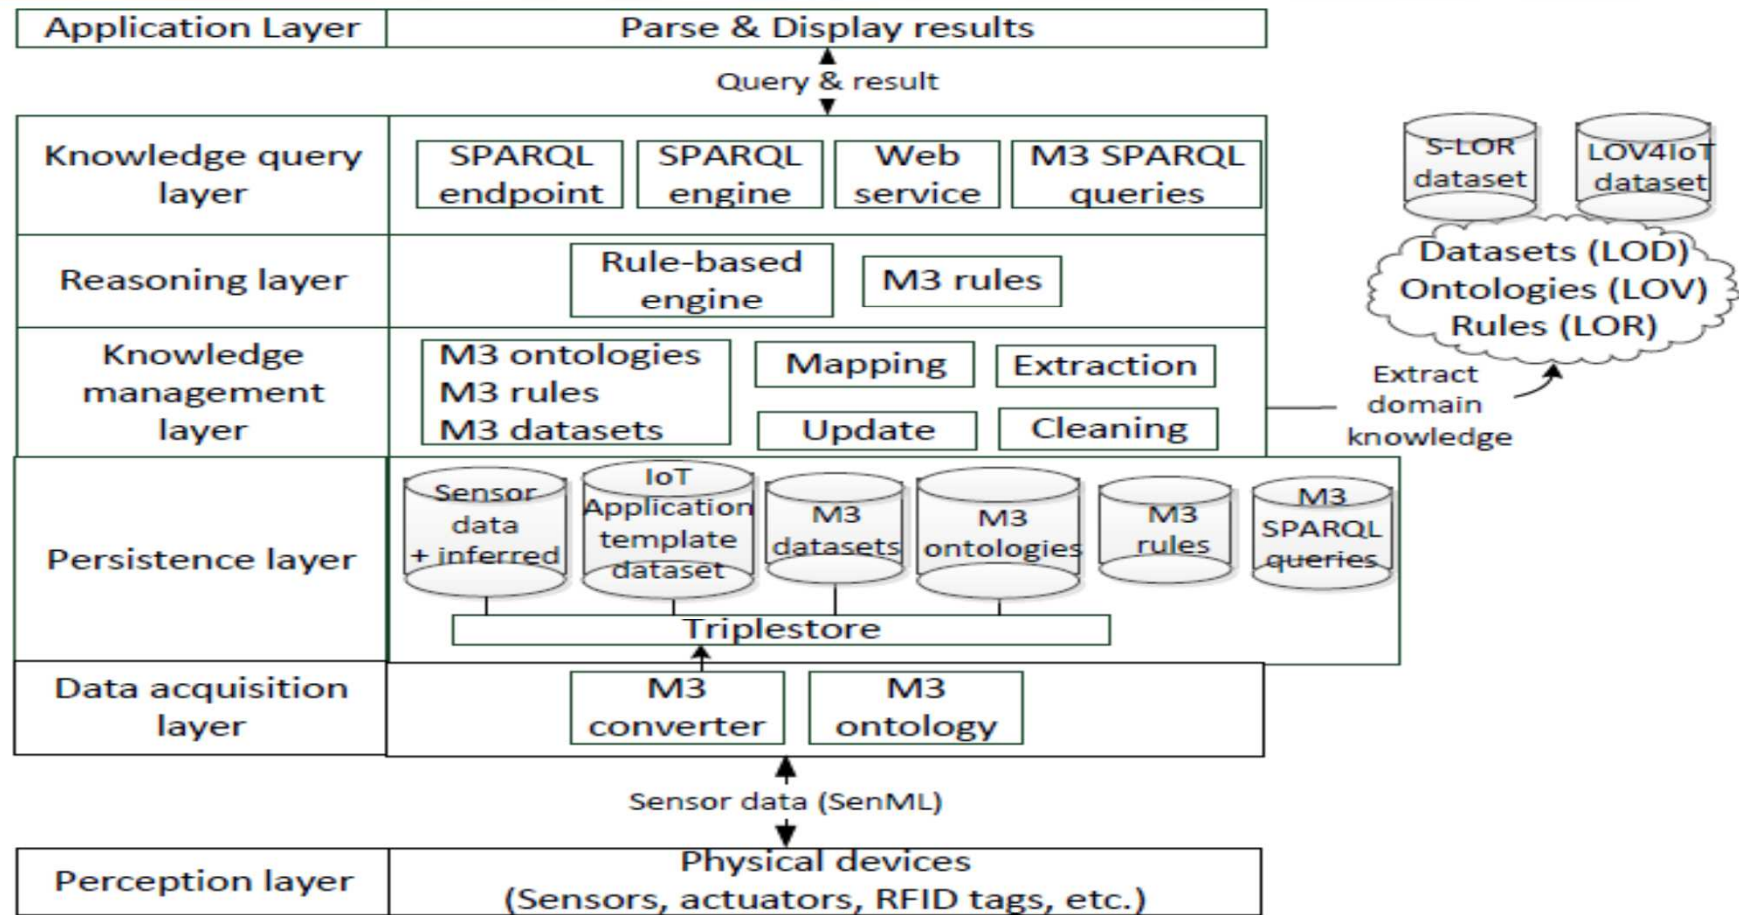 Application Layer
Parse & Display results
Query & result
Knowledge query
layer
SPARQL
endpoint
SPARQL
engine
Web
service
M3 SPARQL
queries
S-LOR
dataset
LOV4IoT
dataset
Datasets (LOD)
Ontologies (LOV)
Rules (LOR)
Reasoning layer
Rule-based
engine
M3 rules
Knowledge
management
layer
M3 ontologies
M3 rules
M3 datasets
Mapping
Extraction
Update
Cleaning
Extract
domain
knowledge
Persistence layer
Sensor
data
+ inferred
IoT
Application
template
dataset
M3
datasets
M3
ontologies
M3
rules
M3
SPARQL
queries
Triplestore
Data acquisition
layer
M3
converter
M3
ontology
Sensor data (SenML)
Perception layer
Physical devices
(Sensors, actuators, RFID tags, etc.)